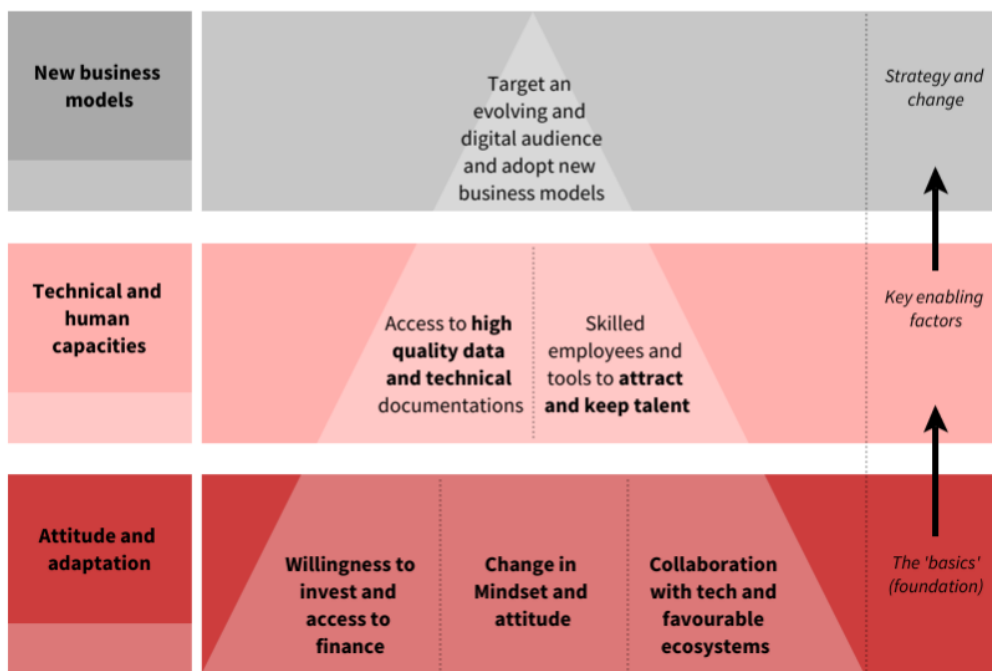 New business
models
Target an
evolving and
digital audience
and adopt new
business models
Strategy and
change
Technical and
human
capacities
Access to high
quality data
and technical
documentations
Skilled
employees and
tools to attract
and keep talent
Key enabling
factors
Attitude and
adaptation
Willingness to
invest and
access to
finance
Change in
Mindset and
attitude
Collaboration
with tech and
favourable
ecosystems
The 'basics'
(foundation)